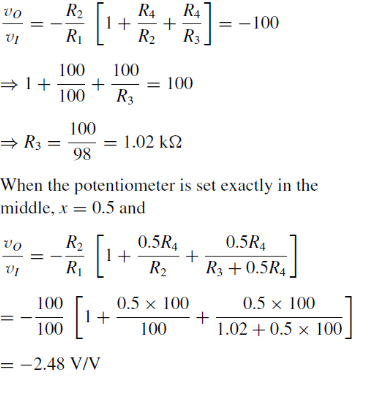 v_O/v_I = −R_2/R_1 [1 + R_4/R_2 + R_4/R_3] = −100
⇒ 1 + 100/100 + 100/R_3 = 100
⇒ R_3 = 100/98 = 1.02 kΩ
When the potentiometer is set exactly in the
middle, x = 0.5 and
v_O/v_I = −R_2/R_1 [1 + 0.5R_4/R_2 + 0.5R_4/(R_3 + 0.5R_4)]
= −100/100 [1 + (0.5 × 100)/100 + (0.5 × 100)/(1.02 + 0.5 × 100)]
= −2.48 V/V